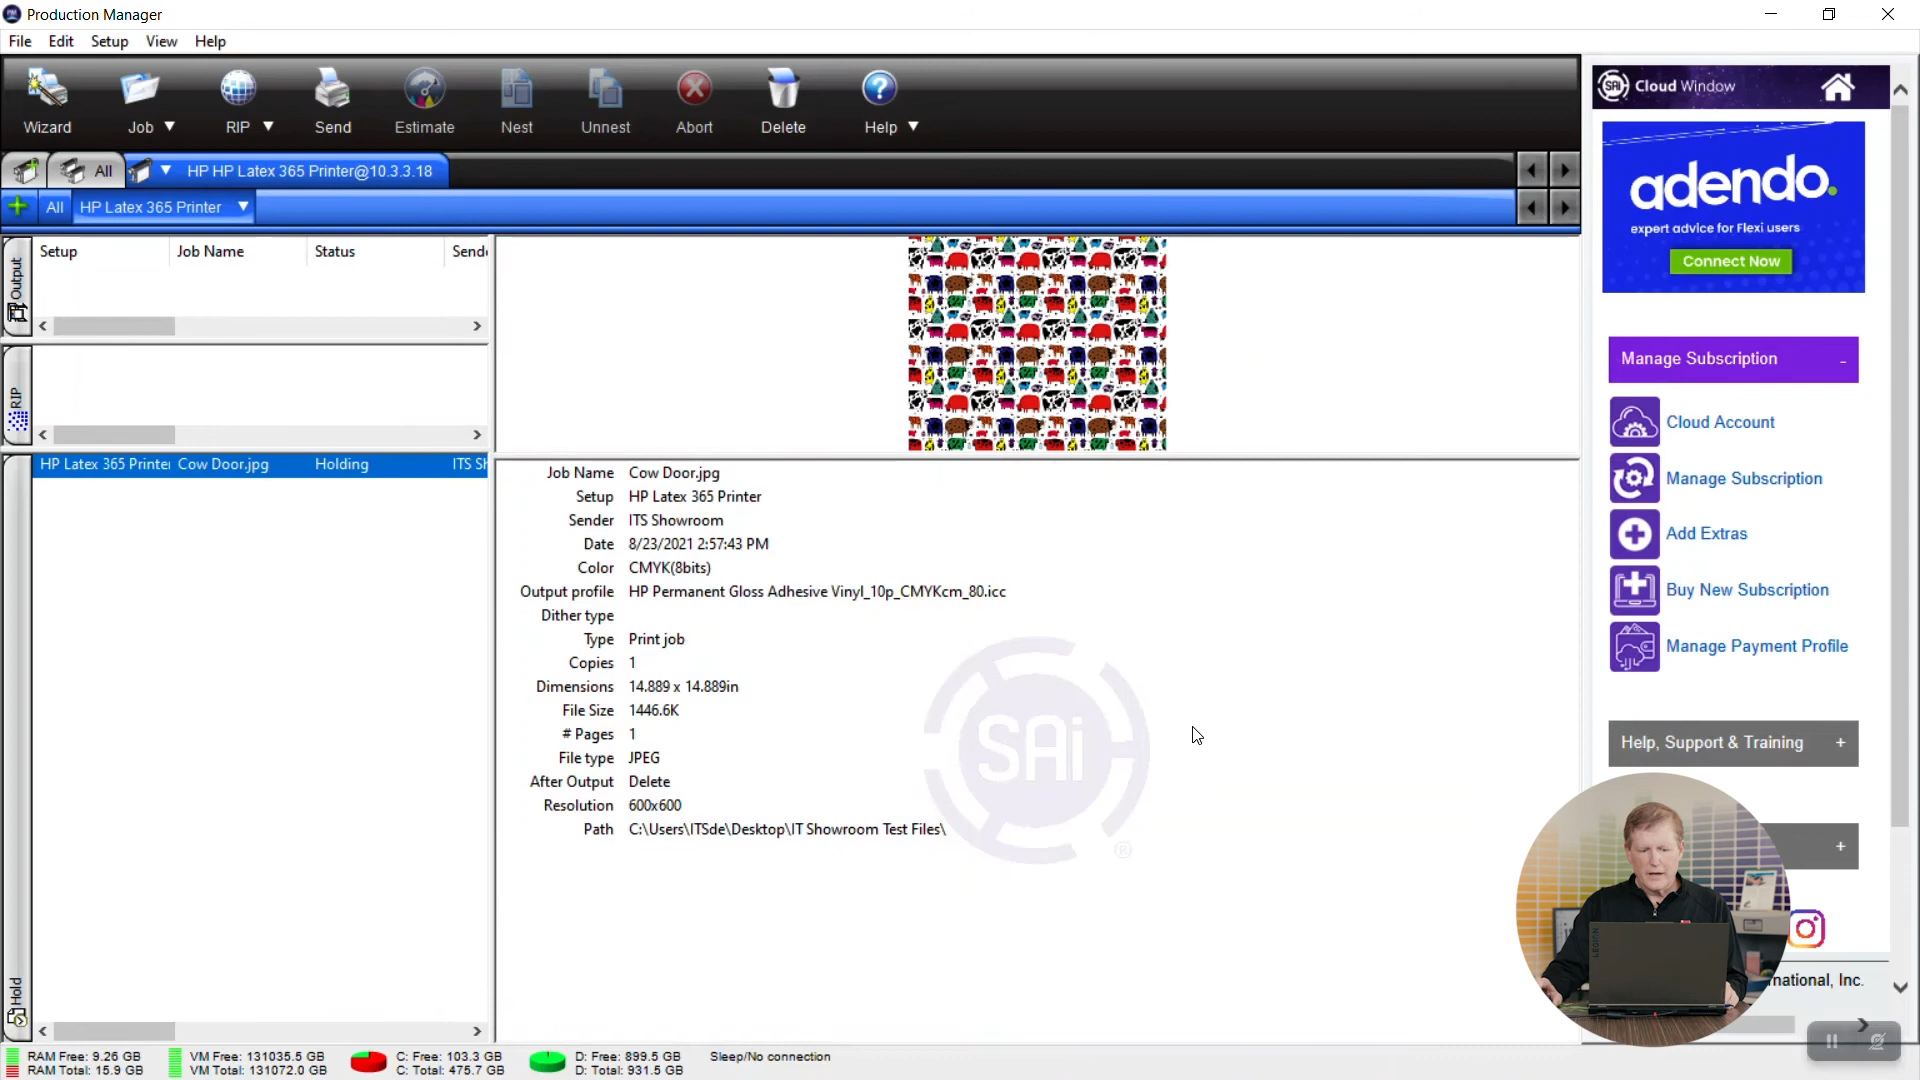 Production Manager
File Edit Setup View Help
Wizard Job RIP Send Estimate Nest Unnest Abort Delete Help
All HP HP Latex 365 Printer@10.3.3.18
All HP Latex 365 Printer
Output
Setup Job Name Status Sende
RIP
HP Latex 365 Printer Cow Door.jpg Holding ITS Sh
Hold
Job Name Cow Door.jpg
Setup HP Latex 365 Printer
Sender ITS Showroom
Date 8/23/2021 2:57:43 PM
Color CMYK(8bits)
Output profile HP Permanent Gloss Adhesive Vinyl_10p_CMYKcm_80.icc
Dither type
Type Print job
Copies 1
Dimensions 14.889 x 14.889in
File Size 1446.6K
# Pages 1
File type JPEG
After Output Delete
Resolution 600x600
Path C:\Users\ITSde\Desktop\IT Showroom Test Files\
SAi
®
SAi Cloud Window
adendo.
expert advice for Flexi users
Connect Now
Manage Subscription -
Cloud Account
Manage Subscription
Add Extras
Buy New Subscription
Manage Payment Profile
Help, Support & Training +
+
national, Inc.
RAM Free: 9.26 GB VM Free: 131035.5 GB C: Free: 103.3 GB D: Free: 899.5 GB Sleep/No connection
RAM Total: 15.9 GB VM Total: 131072.0 GB C: Total: 475.7 GB D: Total: 931.5 GB